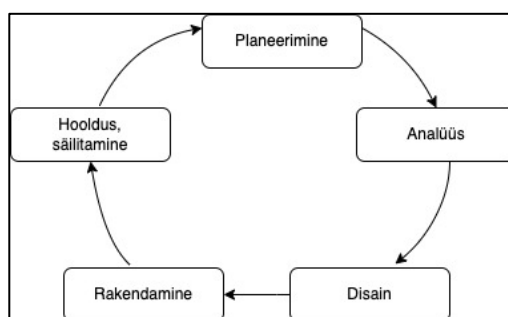 Planeerimine
Analüüs
Disain
Rakendamine
Hooldus,
säilitamine